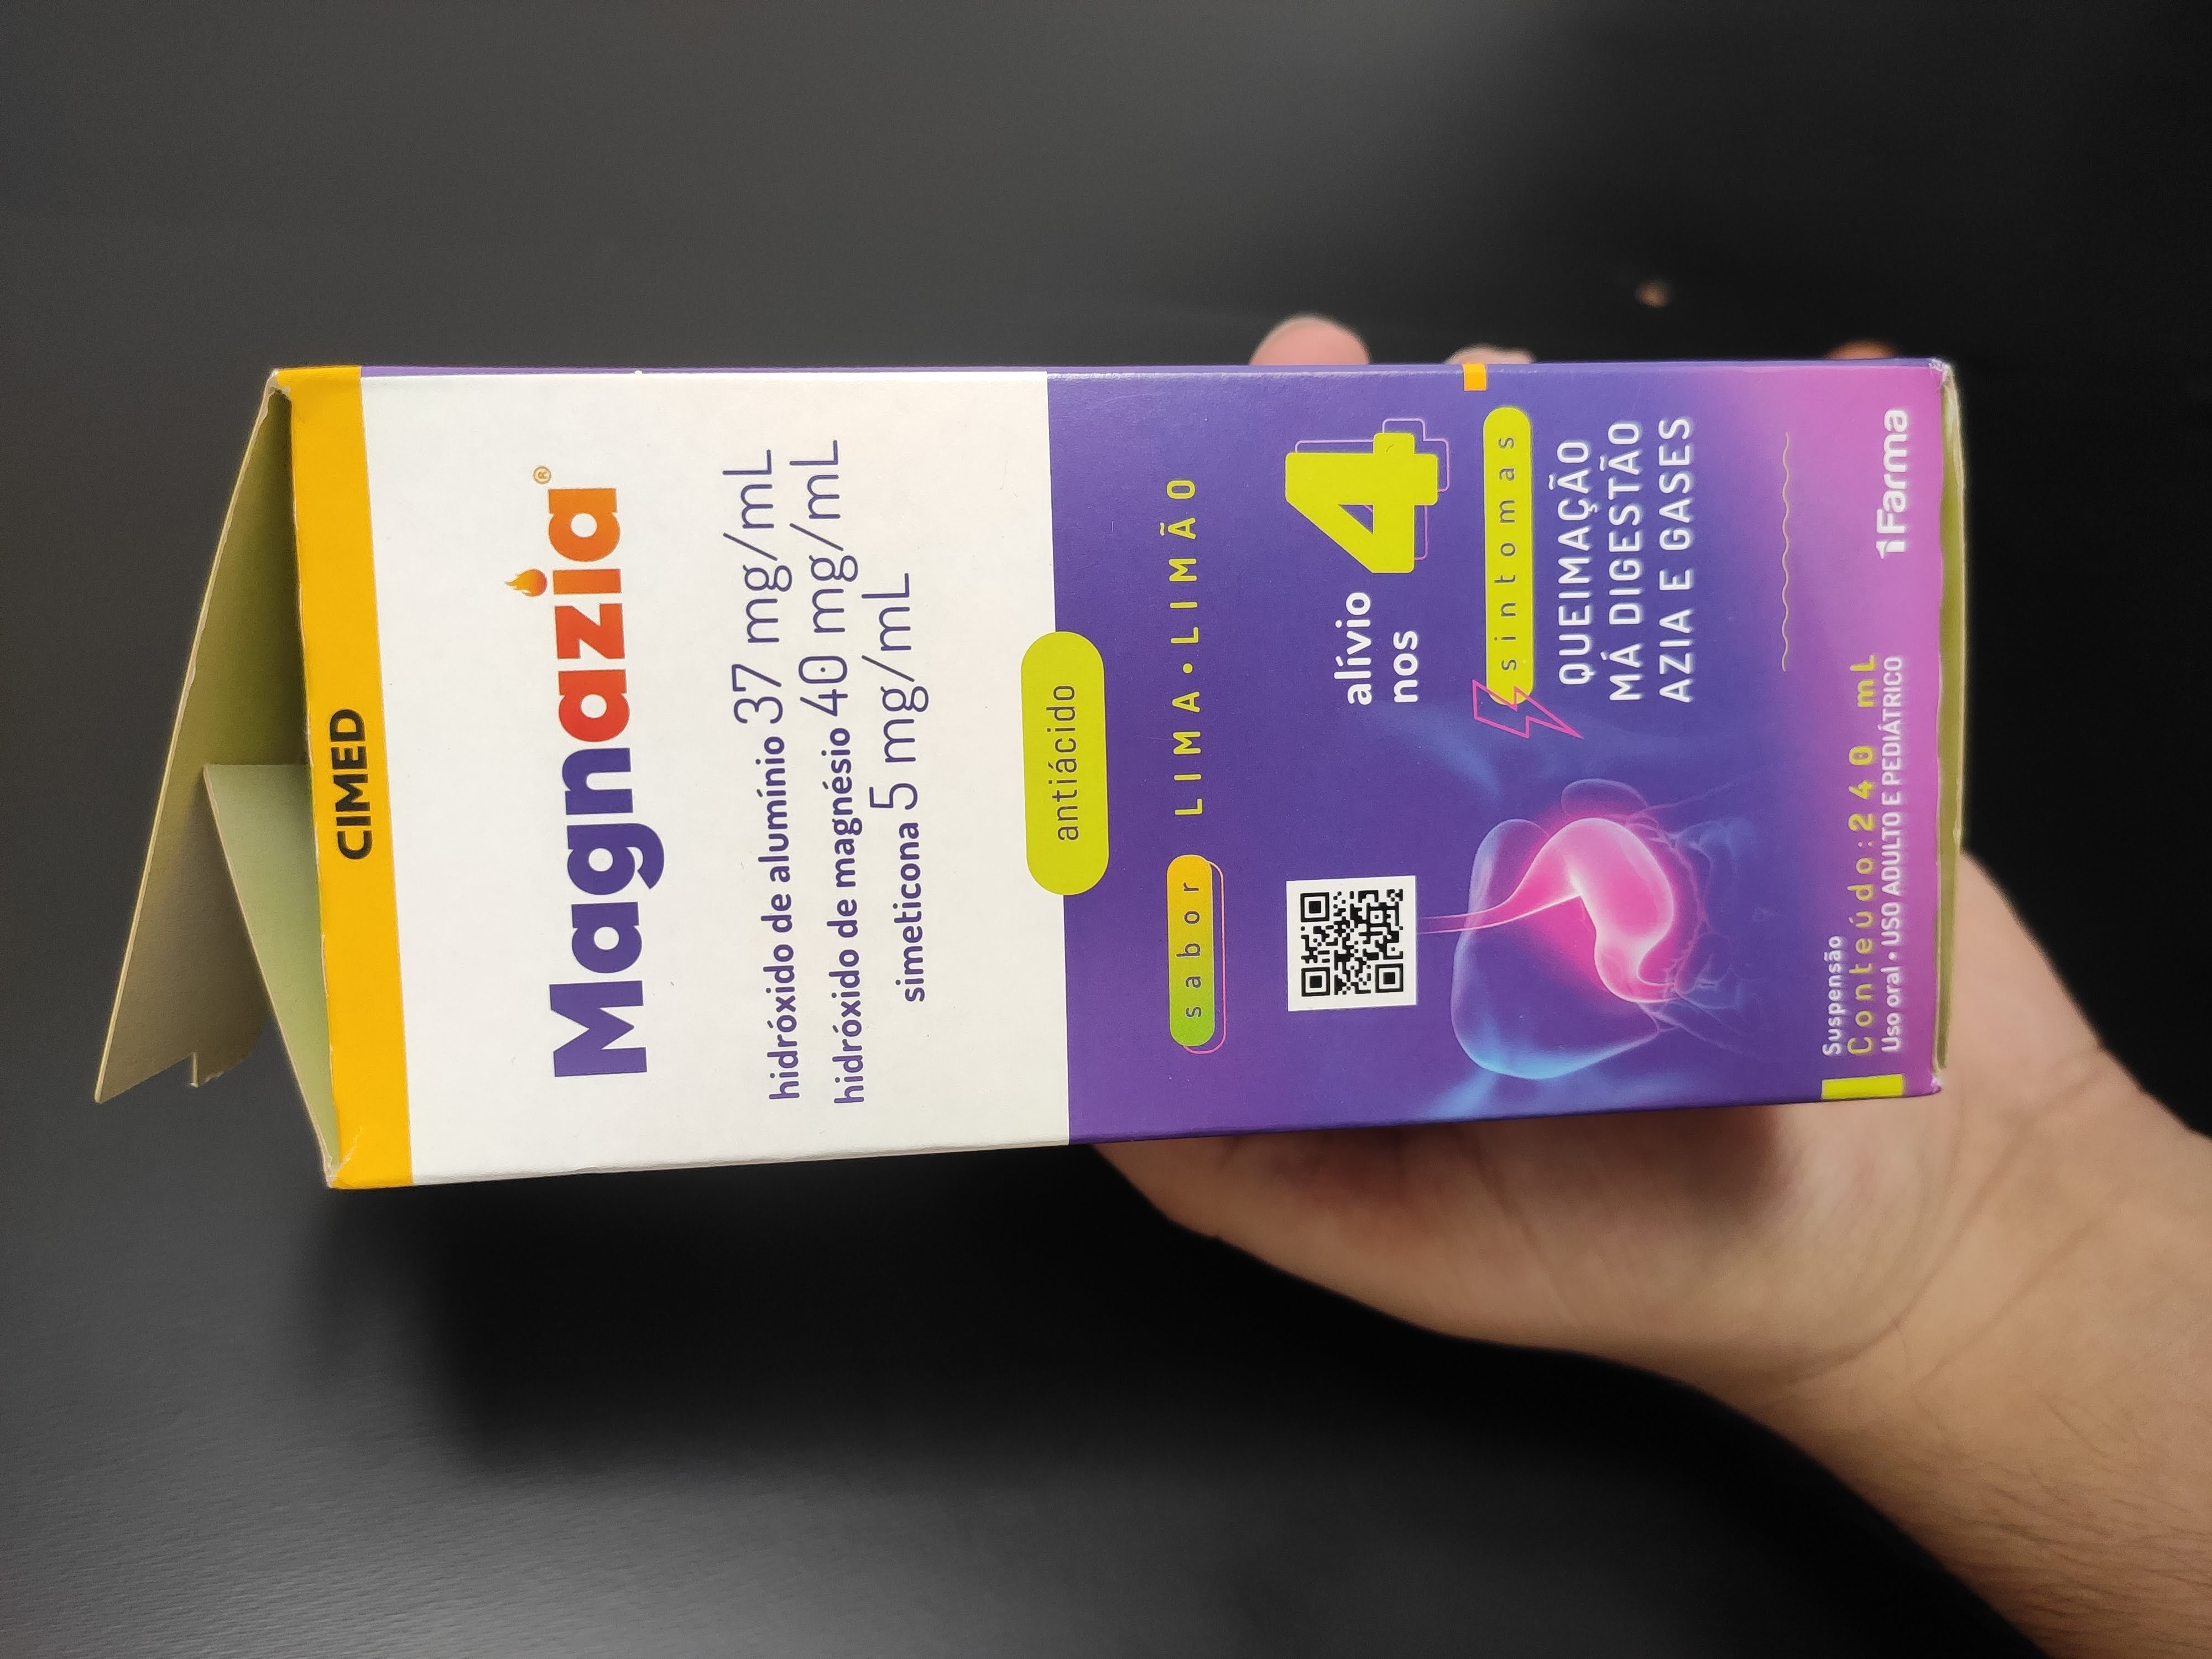 CIMED
Magnazia®
hidróxido de alumínio 37 mg/mL
hidróxido de magnésio 40 mg/mL
simeticona 5 mg/mL
antiácido
sabor LIMA•LIMÃO
alívio
nos 4
sintomas
QUEIMAÇÃO
MÁ DIGESTÃO
AZIA E GASES
Suspensão
Conteúdo:240 mL
Uso oral • USO ADULTO E PEDIÁTRICO
1Farma